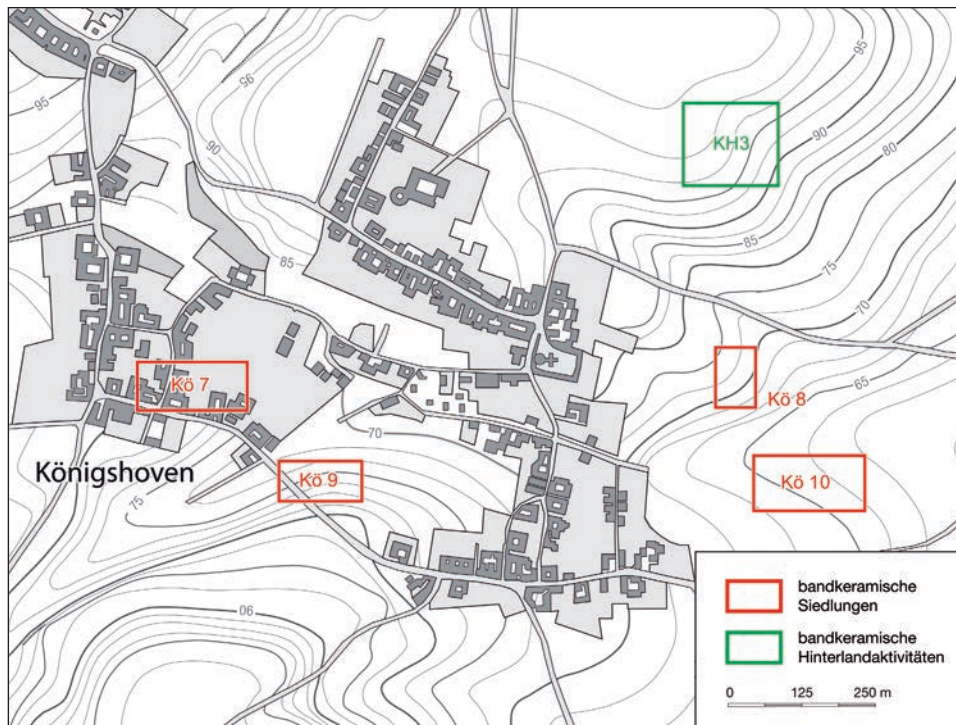 95
95
95
90
KH3
90
80
85
85
75
70
Kö 7
Kö 8
65
70
Königshoven
Kö 9
Kö 10
75
90
bandkeramische
Siedlungen
bandkeramische
Hinterlandaktivitäten
0 125 250 m